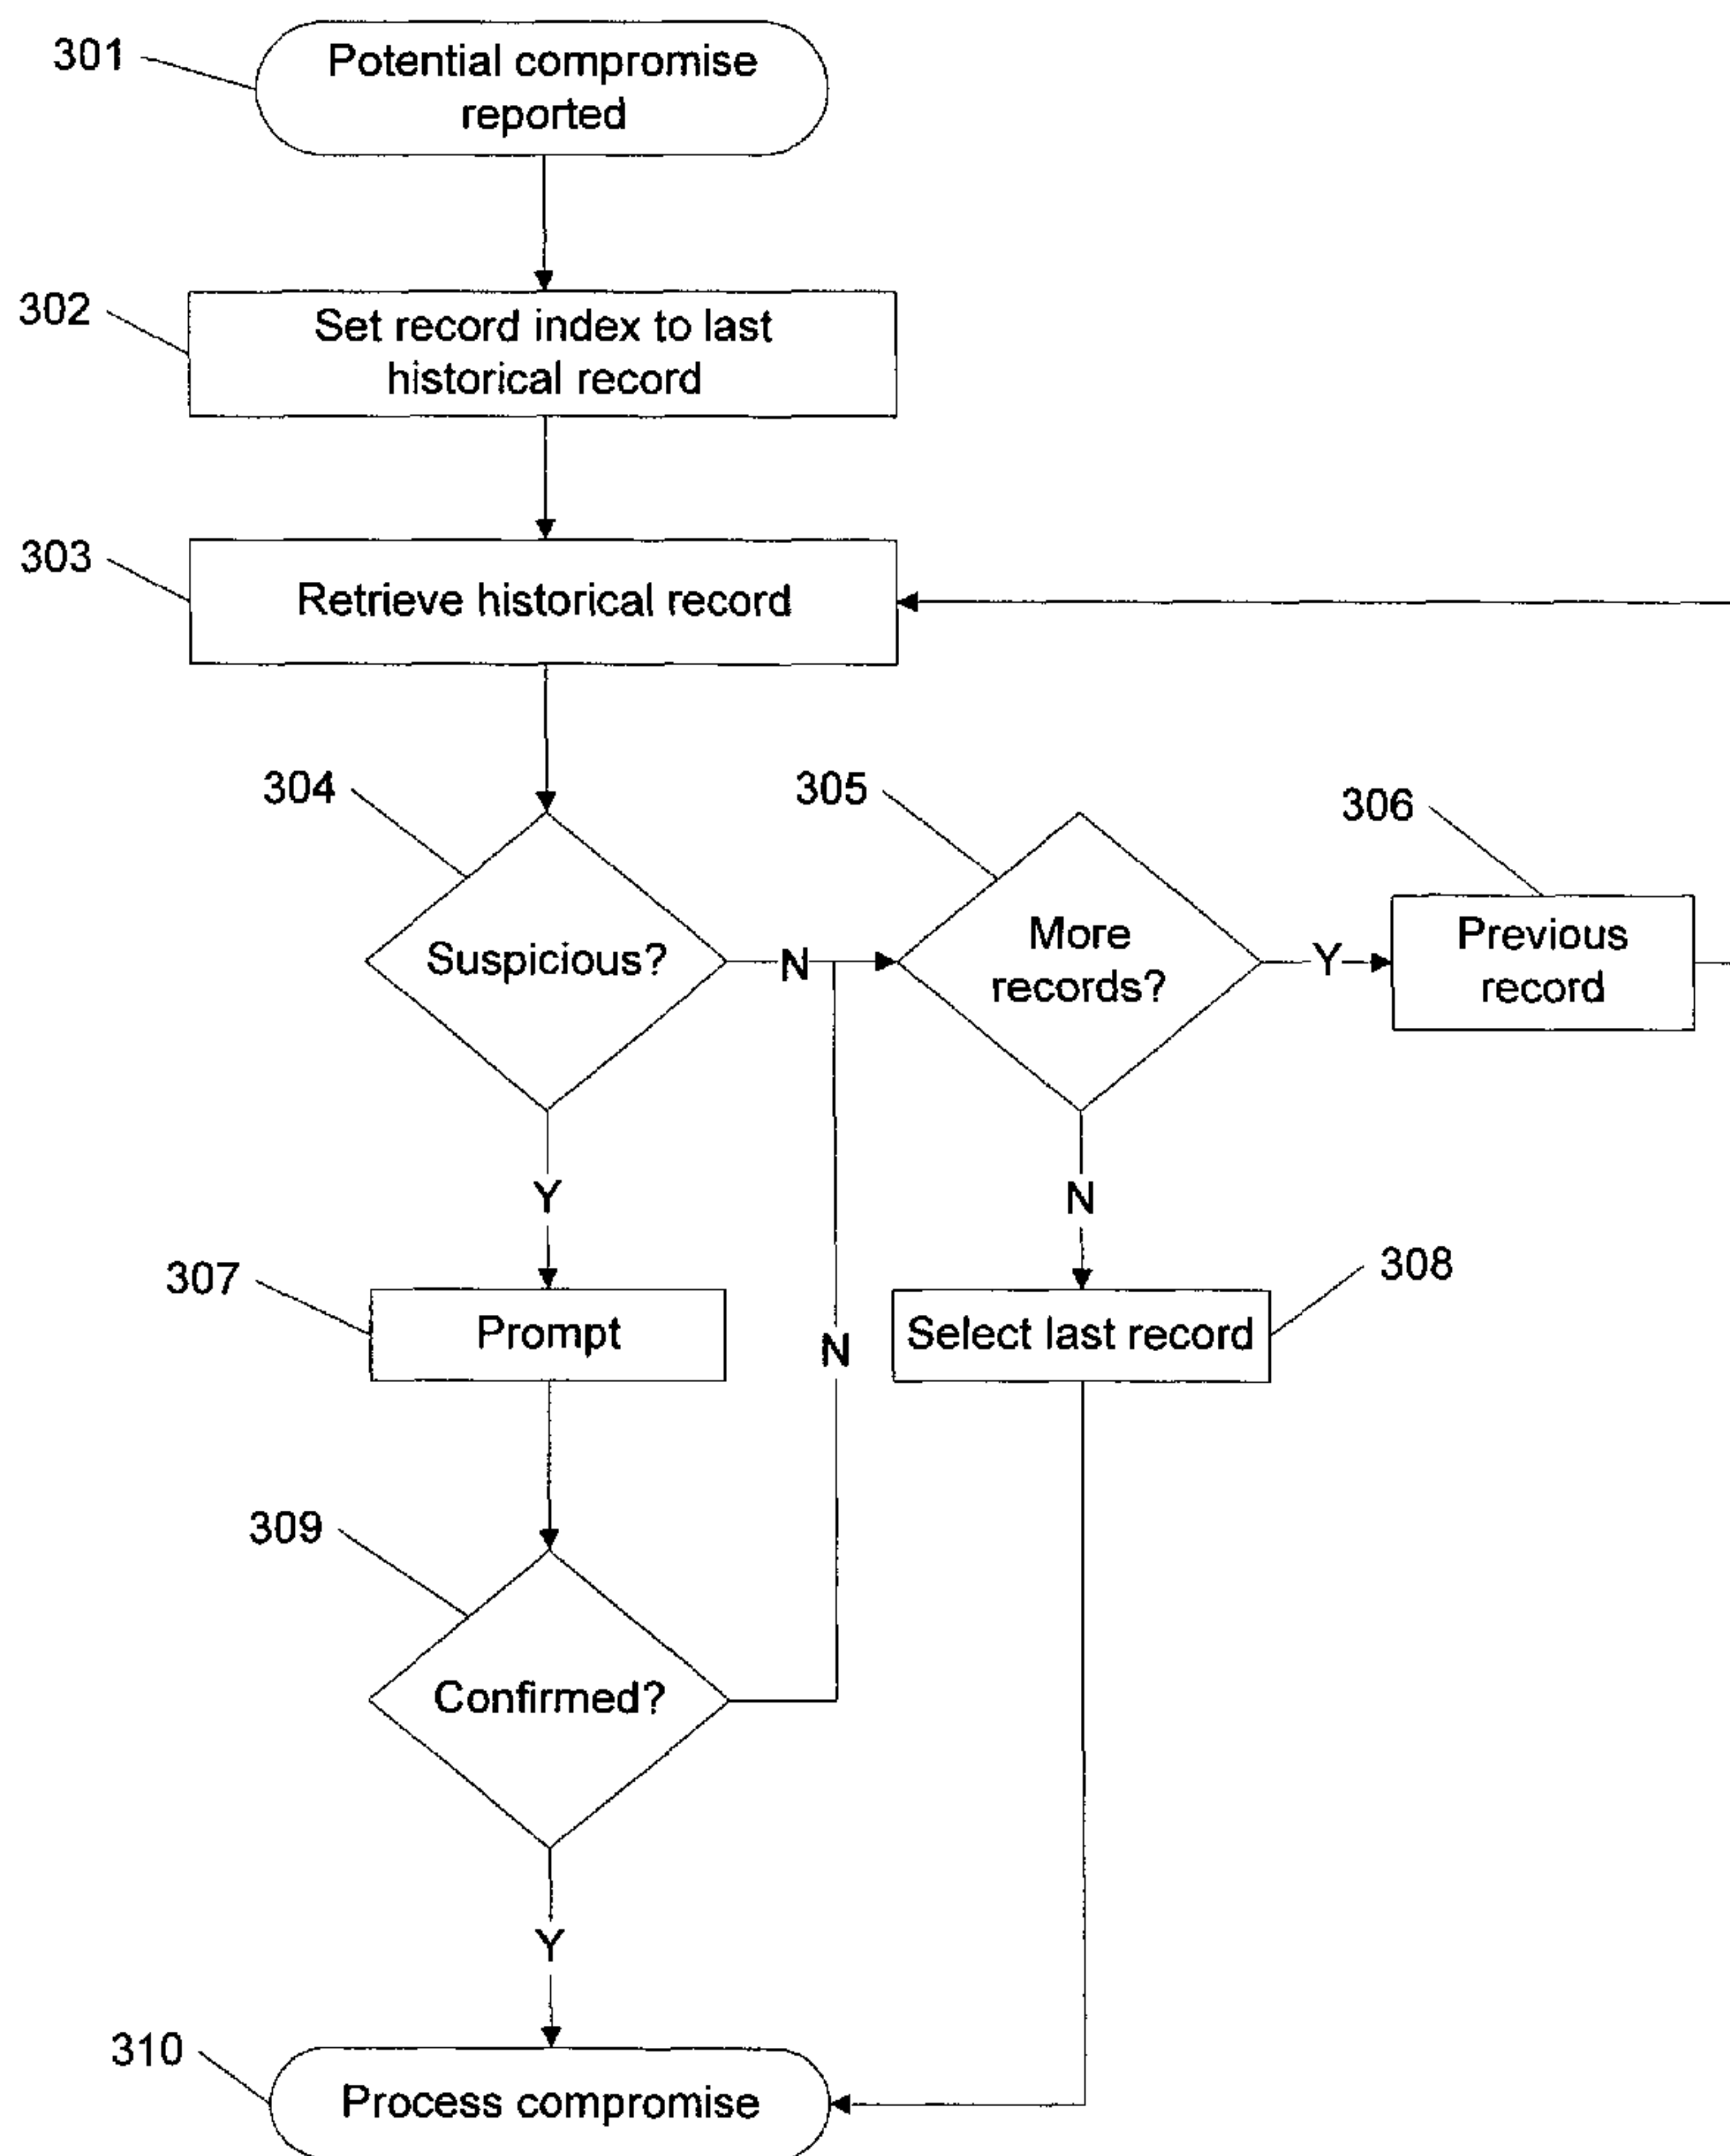 301
Potential compromise
reported
302
Set record index to last
historical record
303
Retrieve historical record
304
305
306
Suspicious?
N
More
records?
Y
Previous
record
Y
N
307
Prompt
N
308
Select last record
309
Confirmed?
Y
310
Process compromise